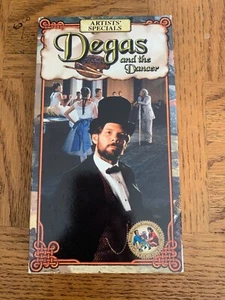 ARTISTS'
SPECIALS
Degas
and the
Dancer